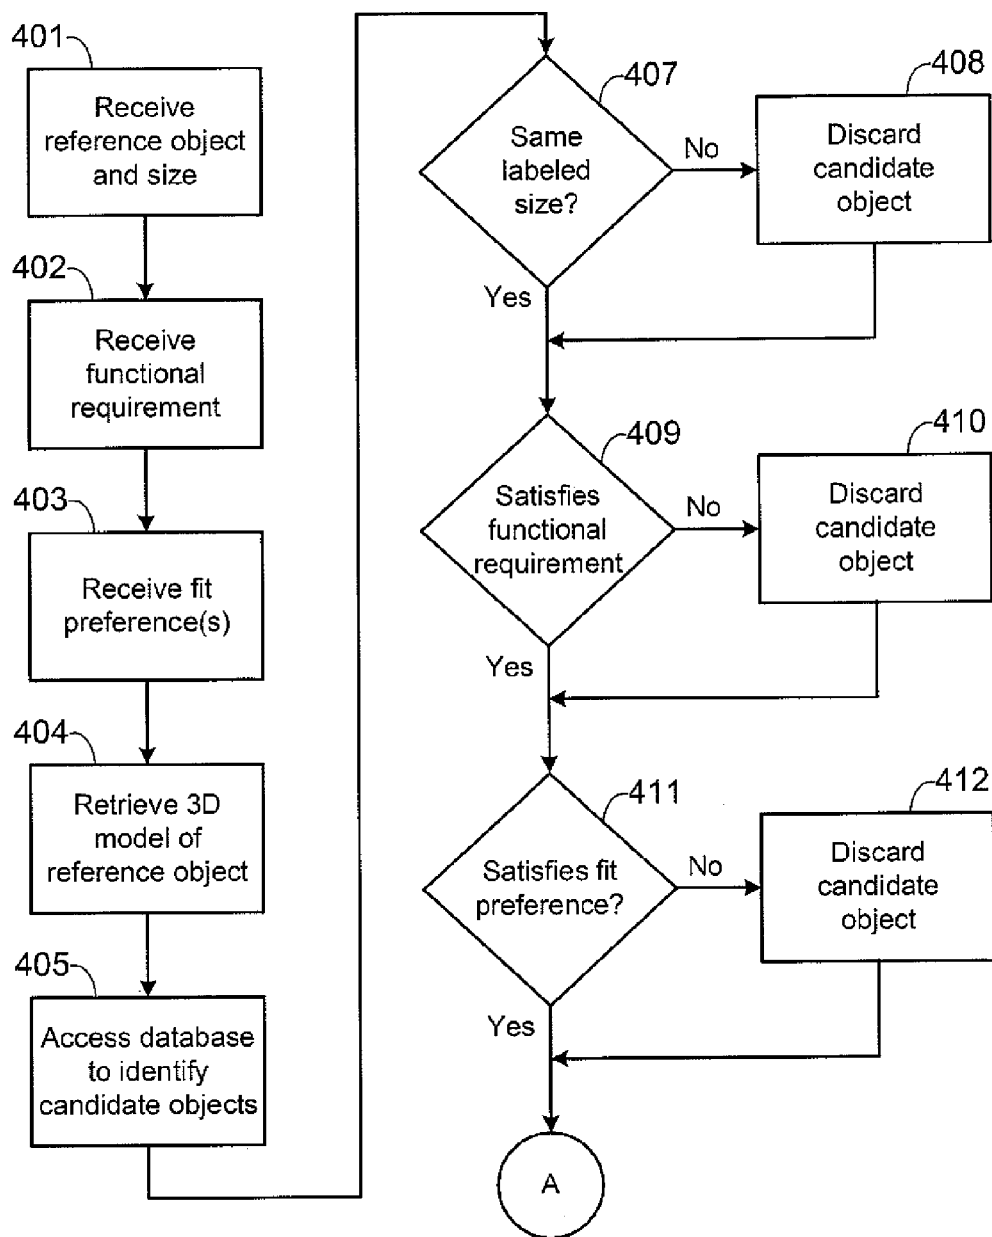 401
Receive
reference object
and size
402
Receive
functional
requirement
403
Receive fit
preference(s)
404
Retrieve 3D
model of
reference object
405
Access database
to identify
candidate objects
407
Same
labeled
size?
No
Yes
408
Discard
candidate
object
409
Satisfies
functional
requirement
No
Yes
410
Discard
candidate
object
411
Satisfies fit
preference?
No
Yes
412
Discard
candidate
object
A